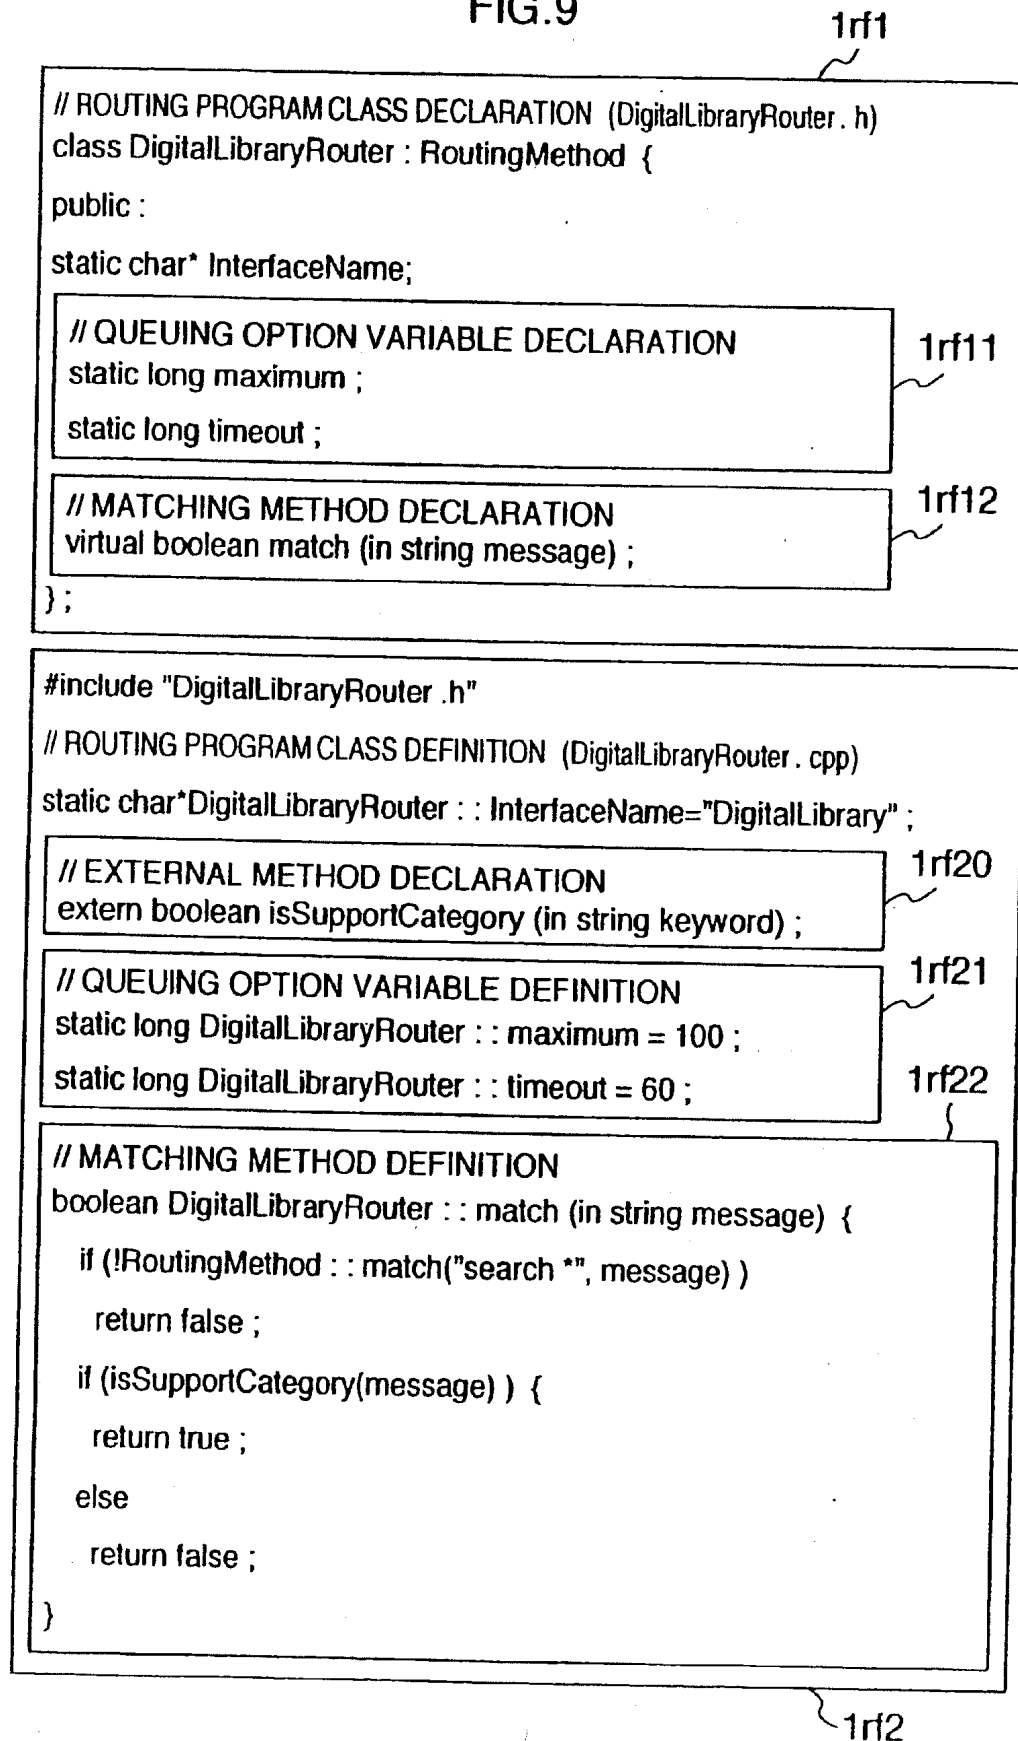 FIG.9
1rf1
// ROUTING PROGRAM CLASS DECLARATION (DigitalLibraryRouter . h)
class DigitalLibraryRouter : RoutingMethod {
public :
static char* InterfaceName;
// QUEUING OPTION VARIABLE DECLARATION
1rf11
static long maximum ;
static long timeout ;
// MATCHING METHOD DECLARATION
1rf12
virtual boolean match (in string message) ;
} ;
#include "DigitalLibraryRouter .h"
// ROUTING PROGRAM CLASS DEFINITION (DigitalLibraryRouter . cpp)
static char*DigitalLibraryRouter : : InterfaceName="DigitalLibrary" ;
// EXTERNAL METHOD DECLARATION
1rf20
extern boolean isSupportCategory (in string keyword) ;
// QUEUING OPTION VARIABLE DEFINITION
1rf21
static long DigitalLibraryRouter : : maximum = 100 ;
static long DigitalLibraryRouter : : timeout = 60 ;
1rf22
// MATCHING METHOD DEFINITION
boolean DigitalLibraryRouter : : match (in string message) {
if (!RoutingMethod : : match("search *", message) )
return false ;
if (isSupportCategory(message) ) {
return true ;
else
return false ;
}
1rf2